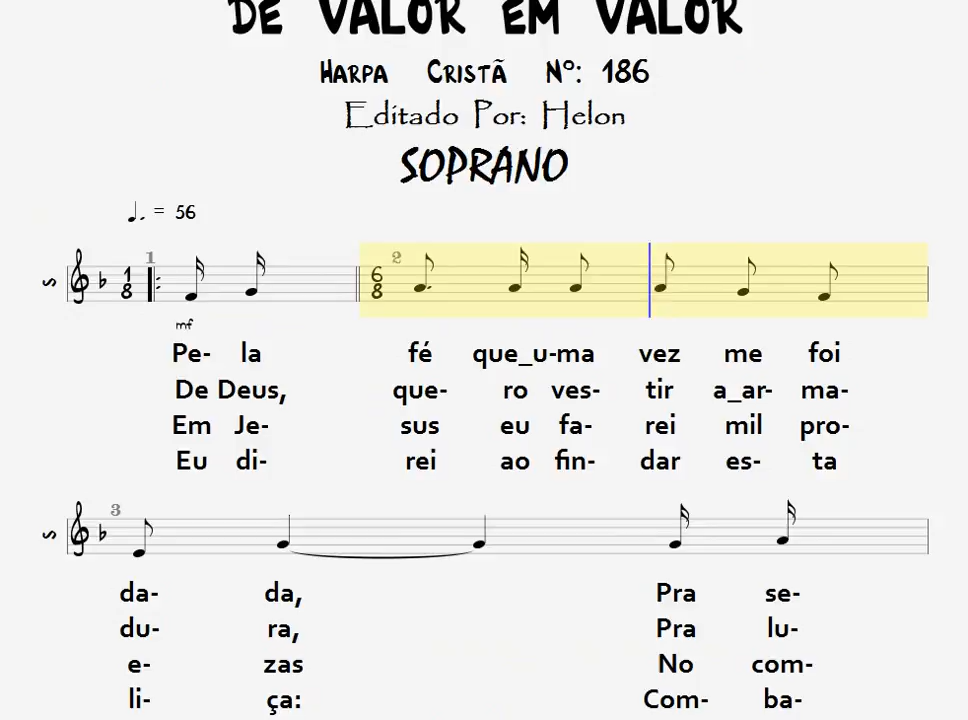 DE VALOR EM VALOR
HARPA CRISTÃ Nº: 186
Editado Por: Helon
SOPRANO
= 56
1 2
S 1 6
8 8
mf
Pe- la fé que_u-ma vez me foi
De Deus, que- ro ves- tir a_ar- ma-
Em Je- sus eu fa- rei mil pro-
Eu di- rei ao fin- dar es- ta
3
S
da- da, Pra se-
du- ra, Pra lu-
e- zas No com-
li- ça: Com- ba-